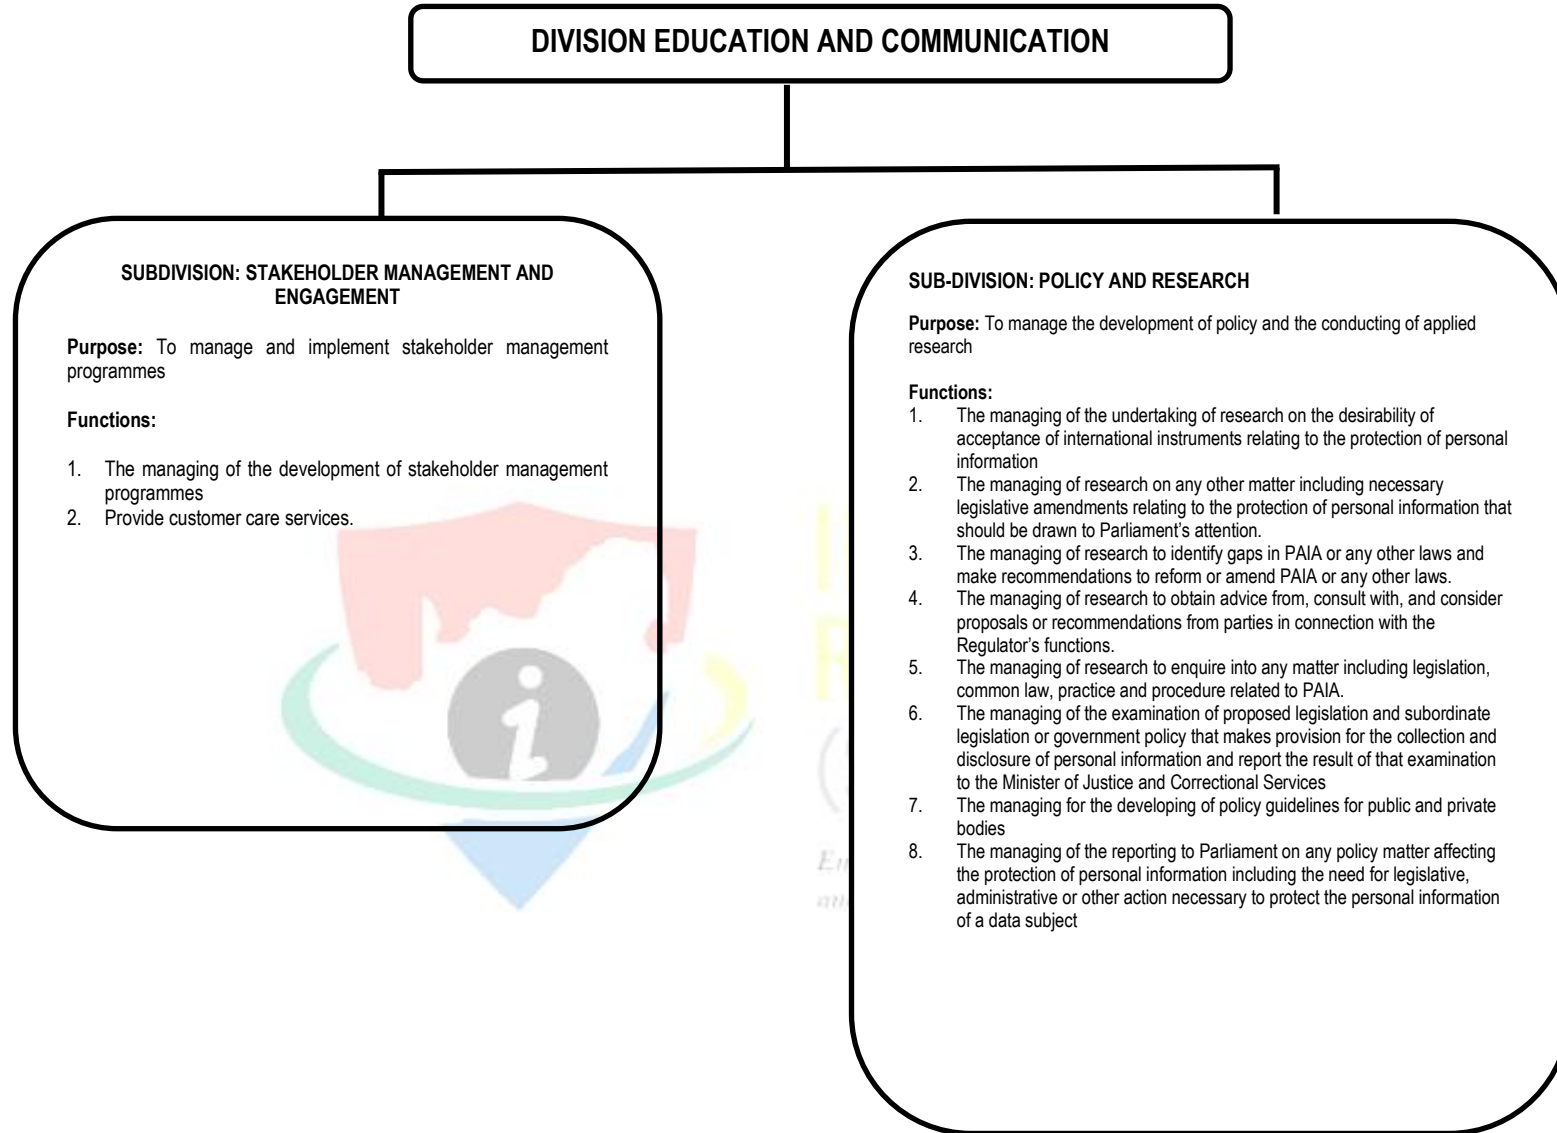 DIVISION EDUCATION AND COMMUNICATION
SUBDIVISION: STAKEHOLDER MANAGEMENT AND
ENGAGEMENT
Purpose: To manage and implement stakeholder management
programmes
Functions:
1. The managing of the development of stakeholder management
programmes
2. Provide customer care services.
SUB-DIVISION: POLICY AND RESEARCH
Purpose: To manage the development of policy and the conducting of applied
research
Functions:
1. The managing of the undertaking of research on the desirability of
acceptance of international instruments relating to the protection of personal
information
2. The managing of research on any other matter including necessary
legislative amendments relating to the protection of personal information that
should be drawn to Parliament’s attention.
3. The managing of research to identify gaps in PAIA or any other laws and
make recommendations to reform or amend PAIA or any other laws.
4. The managing of research to obtain advice from, consult with, and consider
proposals or recommendations from parties in connection with the
Regulator’s functions.
5. The managing of research to enquire into any matter including legislation,
common law, practice and procedure related to PAIA.
6. The managing of the examination of proposed legislation and subordinate
legislation or government policy that makes provision for the collection and
disclosure of personal information and report the result of that examination
to the Minister of Justice and Correctional Services
7. The managing for the developing of policy guidelines for public and private
bodies
8. The managing of the reporting to Parliament on any policy matter affecting
the protection of personal information including the need for legislative,
administrative or other action necessary to protect the personal information
of a data subject